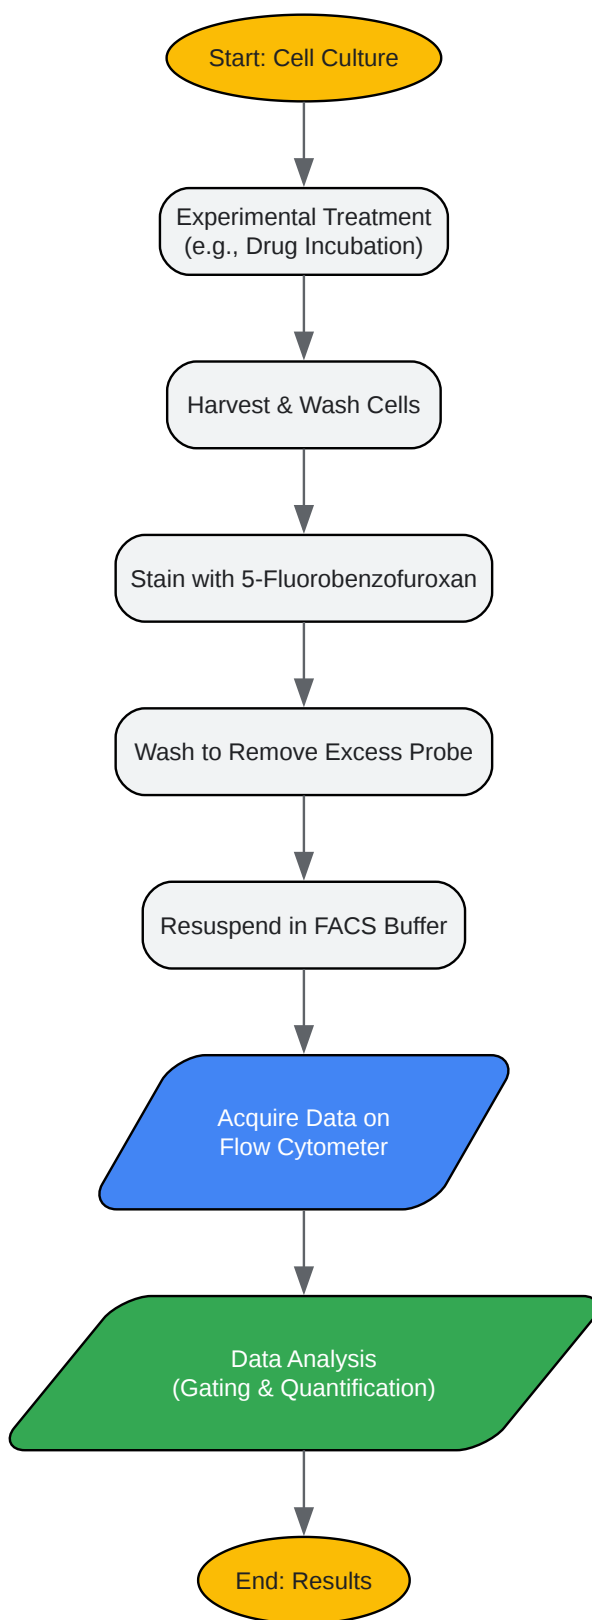 Start: Cell Culture
Experimental Treatment
(e.g., Drug Incubation)
Harvest & Wash Cells
Stain with 5-Fluorobenzofuroxan
Wash to Remove Excess Probe
Resuspend in FACS Buffer
Acquire Data on
Flow Cytometer
Data Analysis
(Gating & Quantification)
End: Results